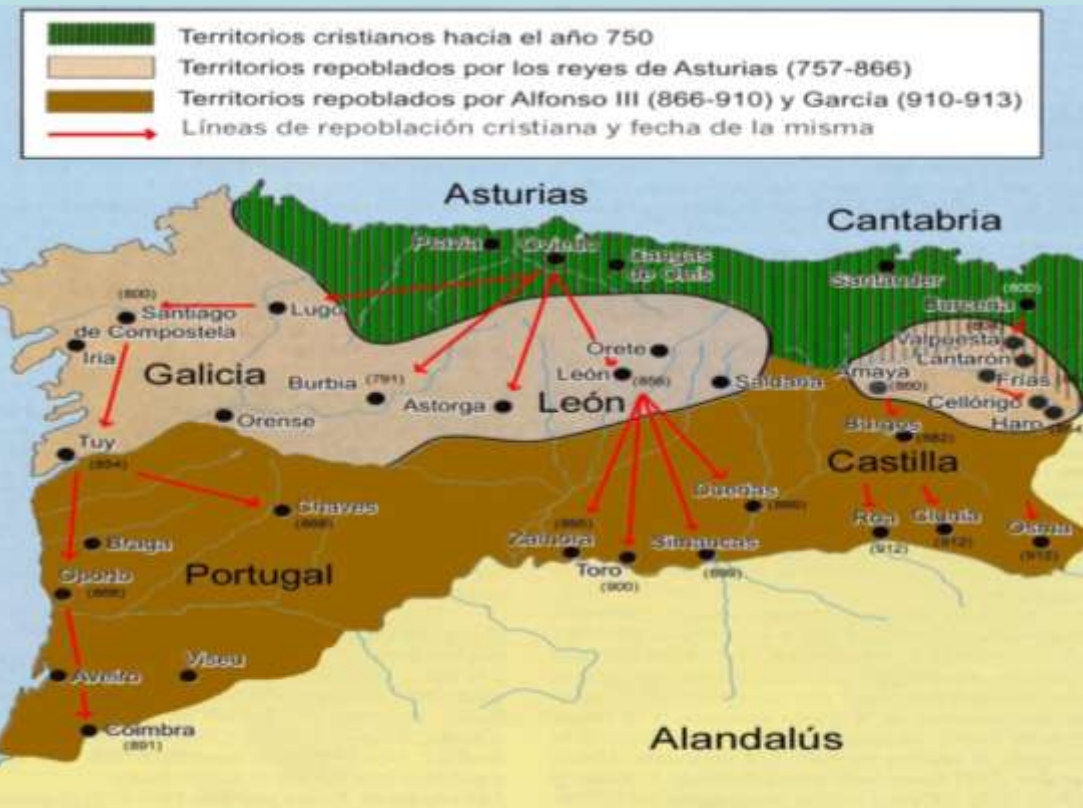 Territorios cristianos hacia el año 750
Territorios repoblados por los reyes de Asturias (757-866)
Territorios repoblados por Alfonso III (866-910) y García (910-913)
Líneas de repoblación cristiana y fecha de la misma
Asturias
Cantabria
Pravia
Oviedo
Cangas
de Onís
Santander
(800)
Santiago
de Compostela
Lugo
Iria
Galicia
Burbia (791)
Astorga
Orense
Orete
León (856)
León
Saldaña
(800)
Burceña
Valpuesta
Lantarón
Amaya
(860)
Frías
Cellórigo
Haro
Burgos
(882)
Castilla
Tuy
(854)
Chaves
Braga
Oporto
(868)
Portugal
Dueñas
Zamora
Toro
(900)
Simancas
(899)
Roa
(912)
Clunia
(912)
Osma
(912)
Aveiro
Viseu
Coimbra
(891)
Alandalús